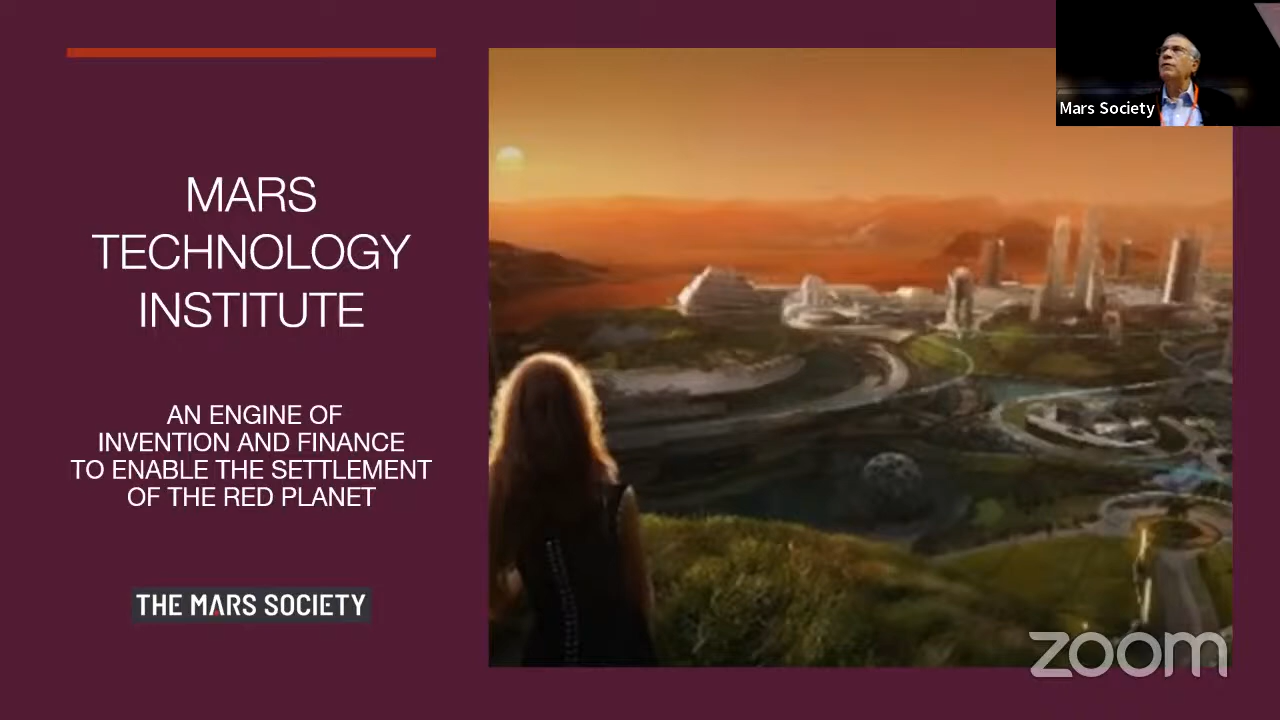 MARS
TECHNOLOGY
INSTITUTE
AN ENGINE OF
INVENTION AND FINANCE
TO ENABLE THE SETTLEMENT
OF THE RED PLANET
THE MARS SOCIETY
Mars Society
zoom